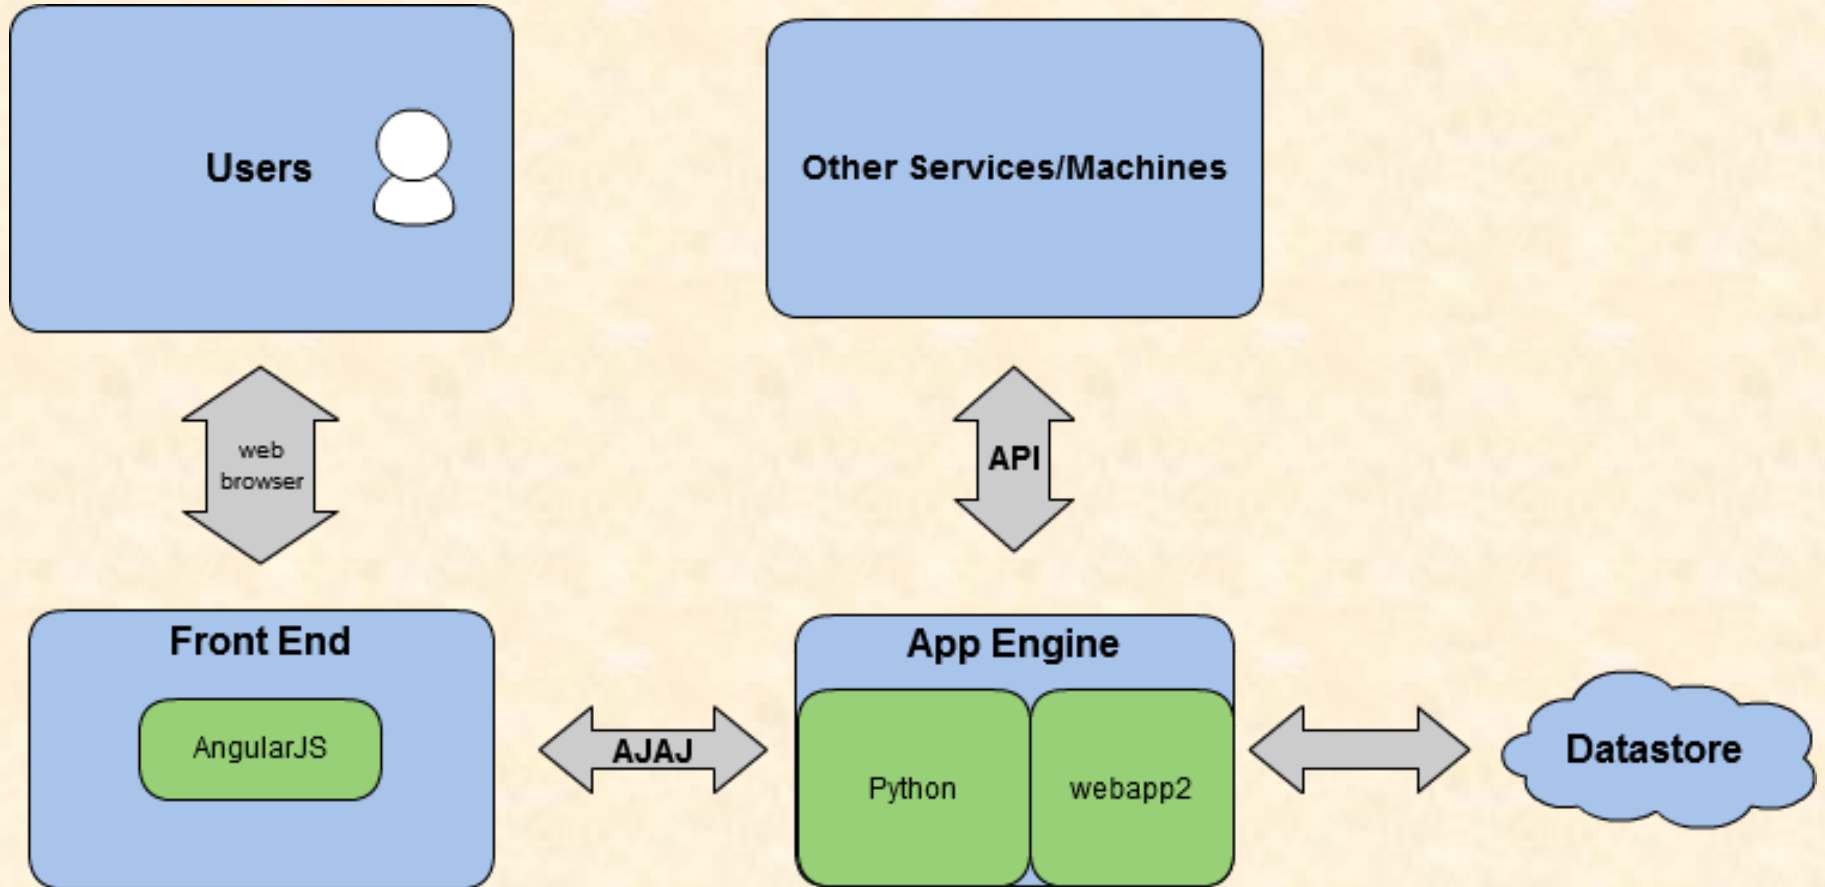 Users
Other Services/Machines
web
browser
API
Front End
AngularJS
AJAJ
App Engine
Python
webapp2
Datastore